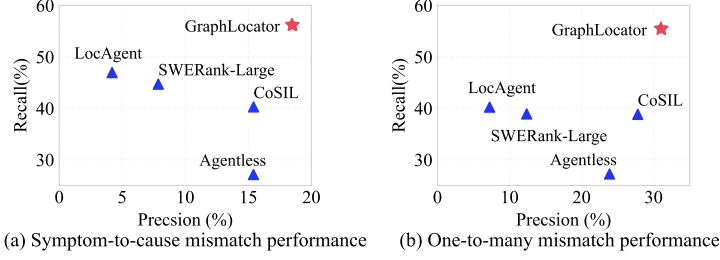 60
50
40
30
Recall(%)
GraphLocator
LocAgent
SWERank-Large
CoSIL
Agentless
0 5 10 15 20
Precsion (%)
(a) Symptom-to-cause mismatch performance
60
50
40
30
Recall(%)
GraphLocator
LocAgent
CoSIL
SWERank-Large
Agentless
0 10 20 30
Precsion (%)
(b) One-to-many mismatch performance